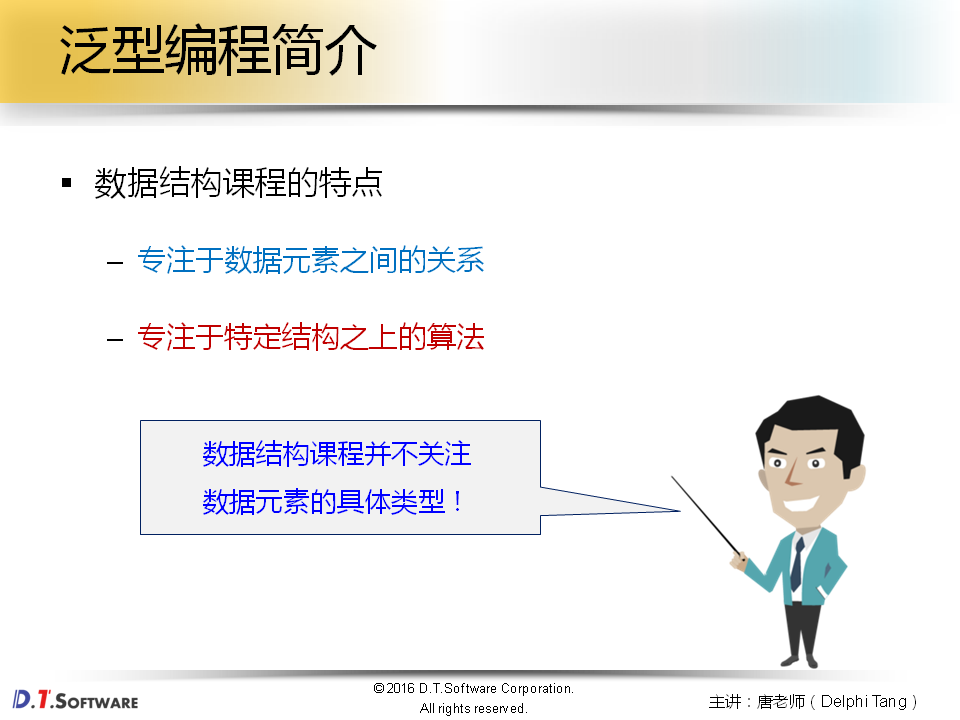 泛型编程简介
▪ 数据结构课程的特点
– 专注于数据元素之间的关系
– 专注于特定结构之上的算法
数据结构课程并不关注
数据元素的具体类型！
D.T.SOFTWARE
©2016 D.T.Software Corporation.
All rights reserved.
主讲：唐老师（Delphi Tang）